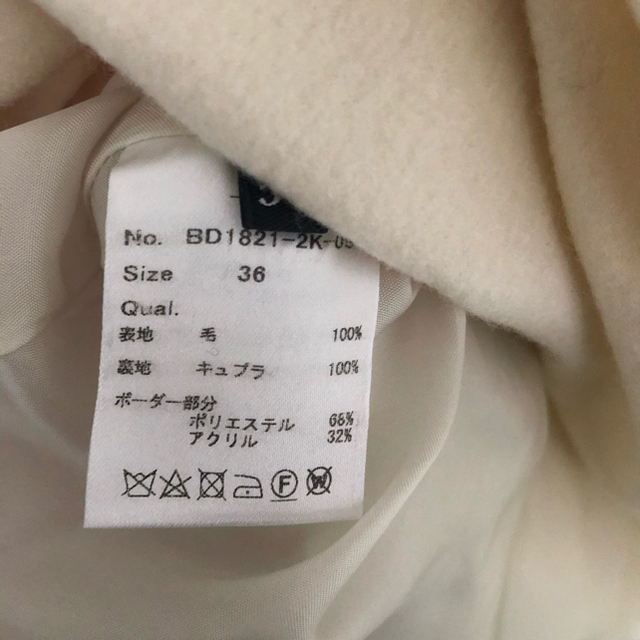 No. BD1821-2K-05
Size 36
Qual.
表地 毛 100%
裏地 キュプラ 100%
ボーダー部分
ポリエステル 68%
アクリル 32%
F W